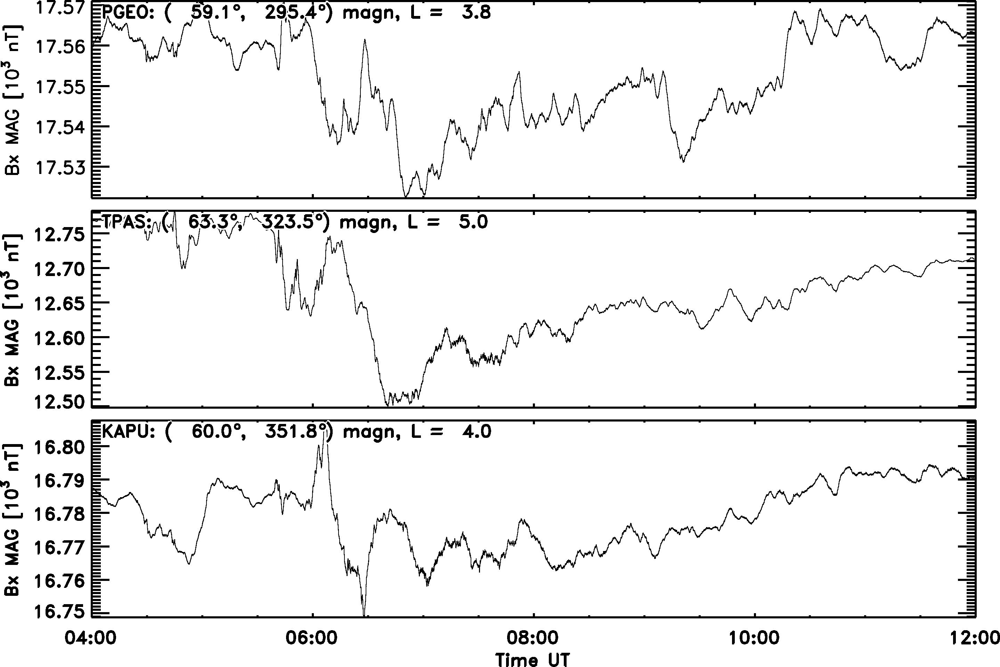 PGEO: ( 59.1°, 295.4°) magn, L = 3.8
Bx MAG [10³ nT]
17.57
17.56
17.55
17.54
17.53
TPAS: ( 63.3°, 323.5°) magn, L = 5.0
Bx MAG [10³ nT]
12.75
12.70
12.65
12.60
12.55
12.50
KAPU: ( 60.0°, 351.8°) magn, L = 4.0
Bx MAG [10³ nT]
16.80
16.79
16.78
16.77
16.76
16.75
04:00 06:00 08:00 10:00 12:00
Time UT